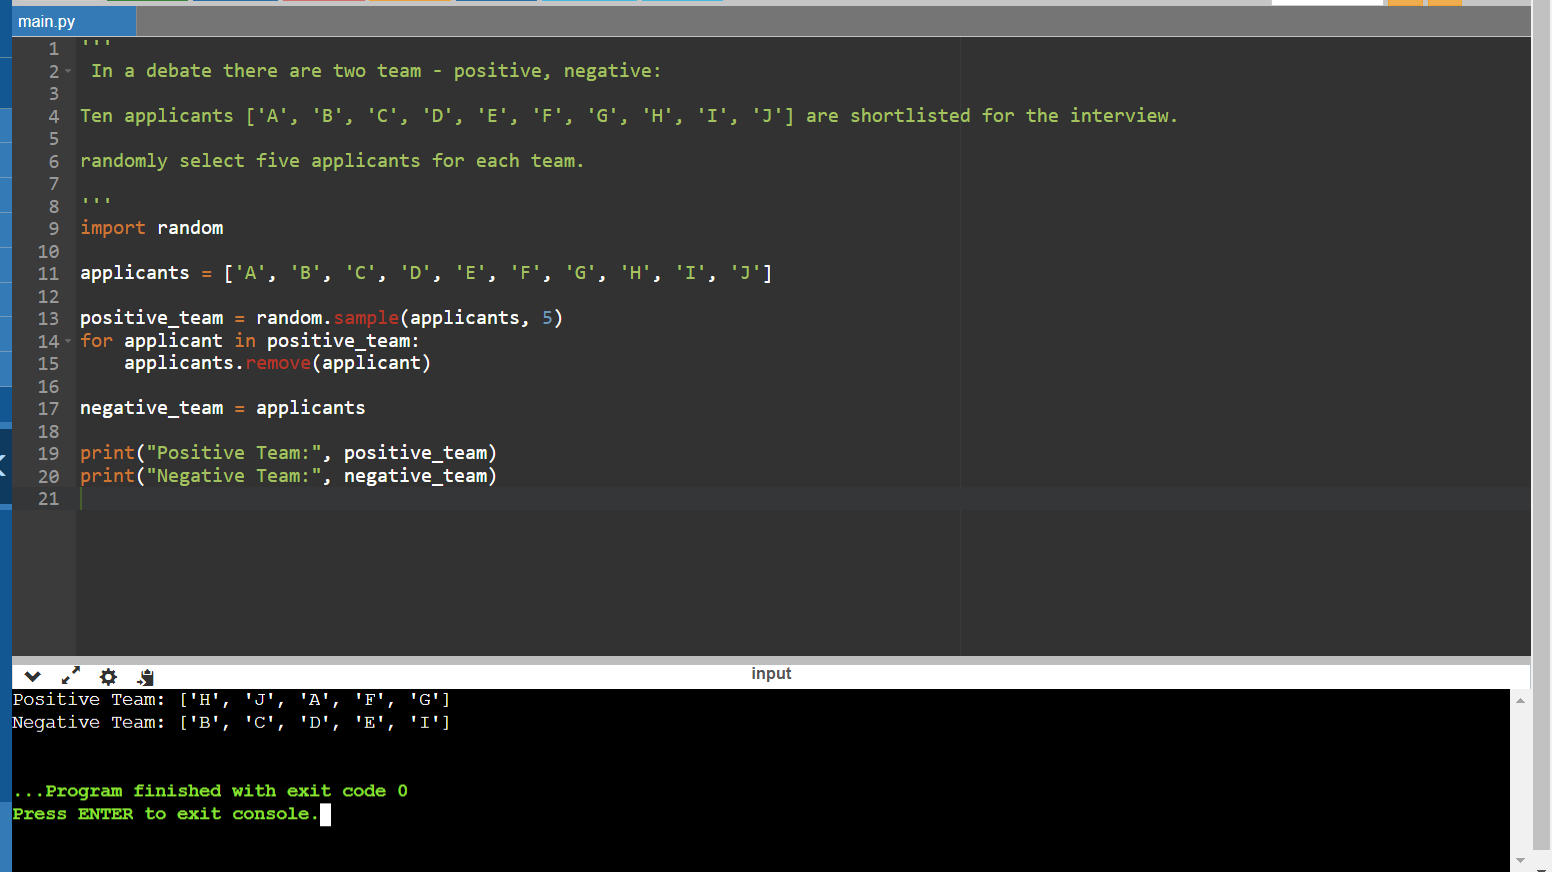 main.py
1 '''
2 In a debate there are two team - positive, negative:
3
4 Ten applicants ['A', 'B', 'C', 'D', 'E', 'F', 'G', 'H', 'I', 'J'] are shortlisted for the interview.
5
6 randomly select five applicants for each team.
7
8 '''
9 import random
10
11 applicants = ['A', 'B', 'C', 'D', 'E', 'F', 'G', 'H', 'I', 'J']
12
13 positive_team = random.sample(applicants, 5)
14 for applicant in positive_team:
15     applicants.remove(applicant)
16
17 negative_team = applicants
18
19 print("Positive Team:", positive_team)
20 print("Negative Team:", negative_team)
21
input
Positive Team: ['H', 'J', 'A', 'F', 'G']
Negative Team: ['B', 'C', 'D', 'E', 'I']
...Program finished with exit code 0
Press ENTER to exit console.